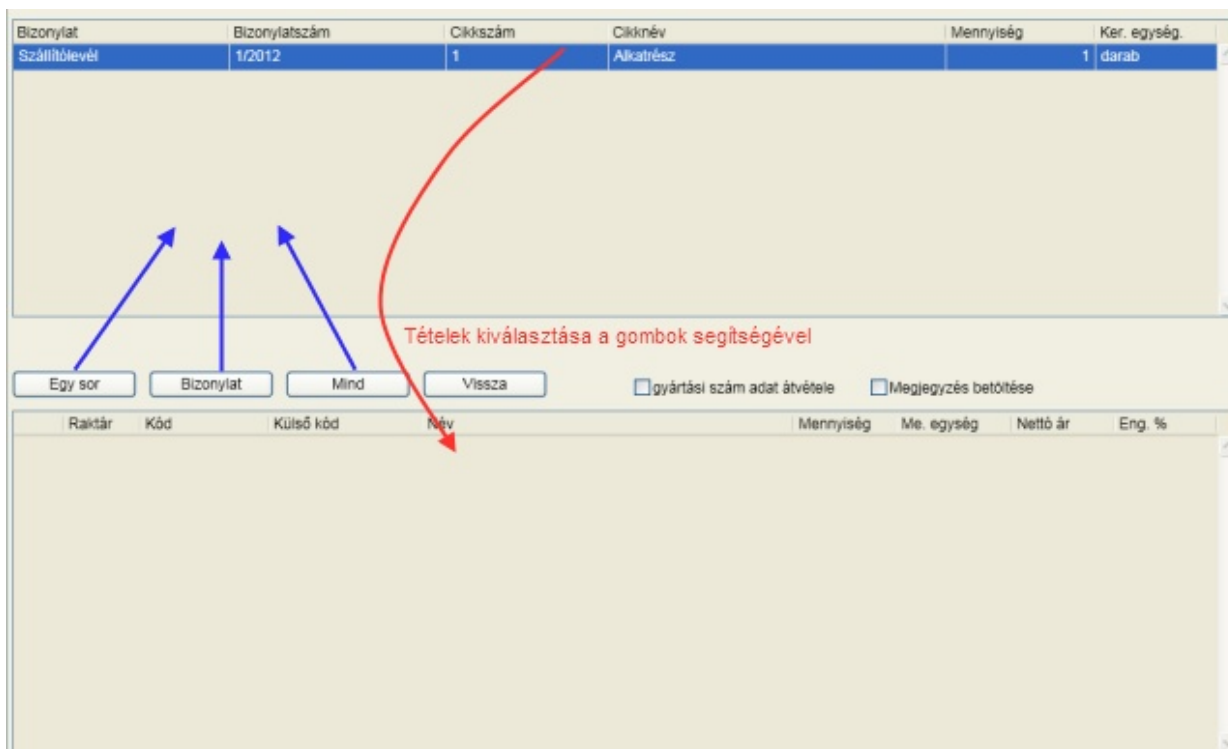 Bizonylat Bizonylatszám Cikkszám Cikknév Mennyiség Ker. egység.
Szállítólevél 1/2012 1 Alkatrész 1 darab
Tételek kiválasztása a gombok segítségével
Egy sor Bizonylat Mind Vissza gyártási szám adat átvétele Megjegyzés betöltése
Raktár Kód Külső kód Név Mennyiség Me. egység Nettó ár Eng. %